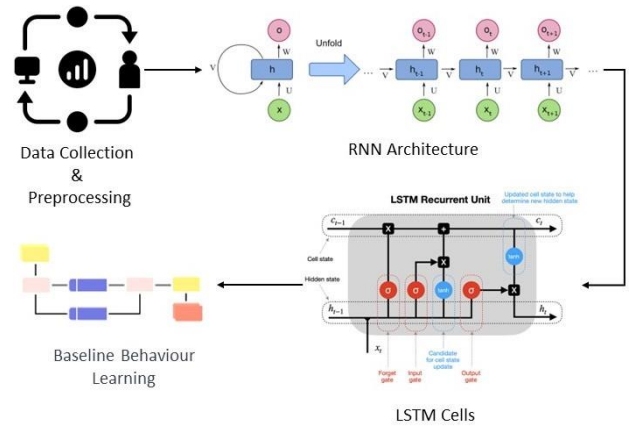 Data Collection
&
Preprocessing
o
W
V
h
U
x
Unfold
o_{t-1}
o_t
o_{t+1}
W
W
W
...
V
h_{t-1}
V
h_t
V
h_{t+1}
V
...
U
U
U
x_{t-1}
x_t
x_{t+1}
RNN Architecture
LSTM Recurrent Unit
Updated cell state to help
determine new hidden state
c_{t-1}
c_t
Cell state
Hidden state
X
+
X
tanh
σ
σ
tanh
σ
X
h_{t-1}
h_t
x_t
Forget
gate
Input
gate
Candidate
for cell state
update
Output
gate
LSTM Cells
Baseline Behaviour
Learning